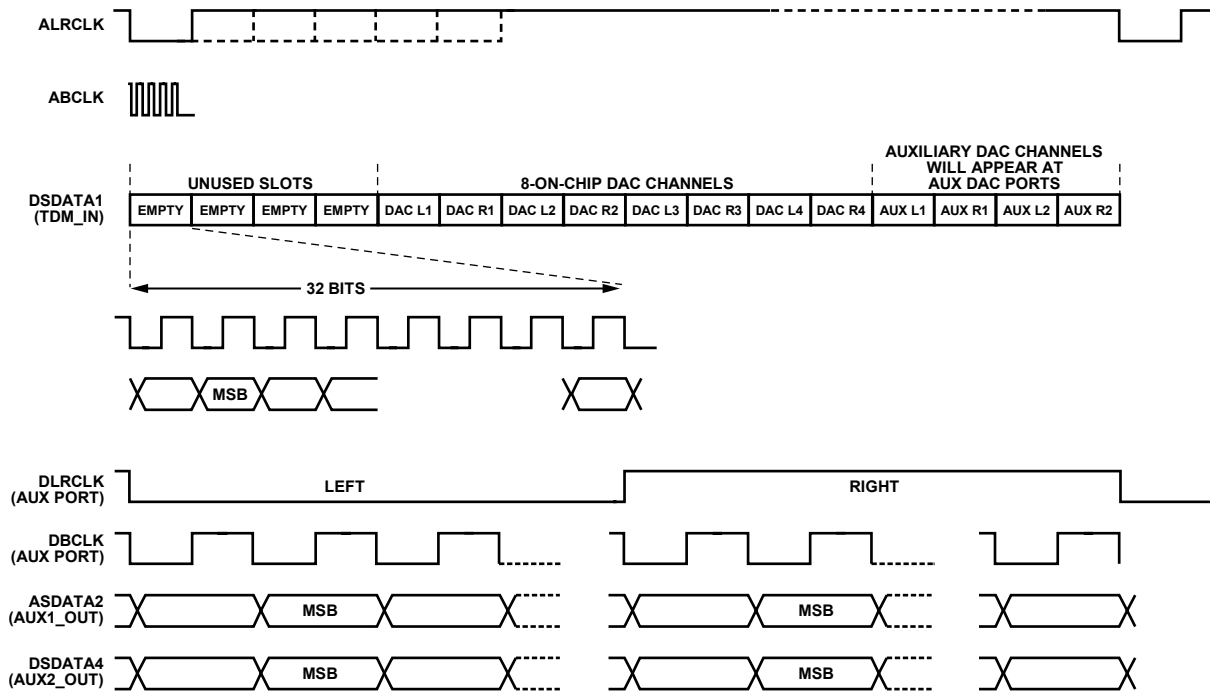 ALRCLK
ABCLK
AUXILIARY DAC CHANNELS
WILL APPEAR AT
AUX DAC PORTS
UNUSED SLOTS
8-ON-CHIP DAC CHANNELS
DSDATA1
(TDM_IN)
EMPTY EMPTY EMPTY EMPTY DAC L1 DAC R1 DAC L2 DAC R2 DAC L3 DAC R3 DAC L4 DAC R4 AUX L1 AUX R1 AUX L2 AUX R2
32 BITS
MSB
DLRCLK
(AUX PORT)
LEFT RIGHT
DBCLK
(AUX PORT)
ASDATA2
(AUX1_OUT)
MSB MSB
DSDATA4
(AUX2_OUT)
MSB MSB